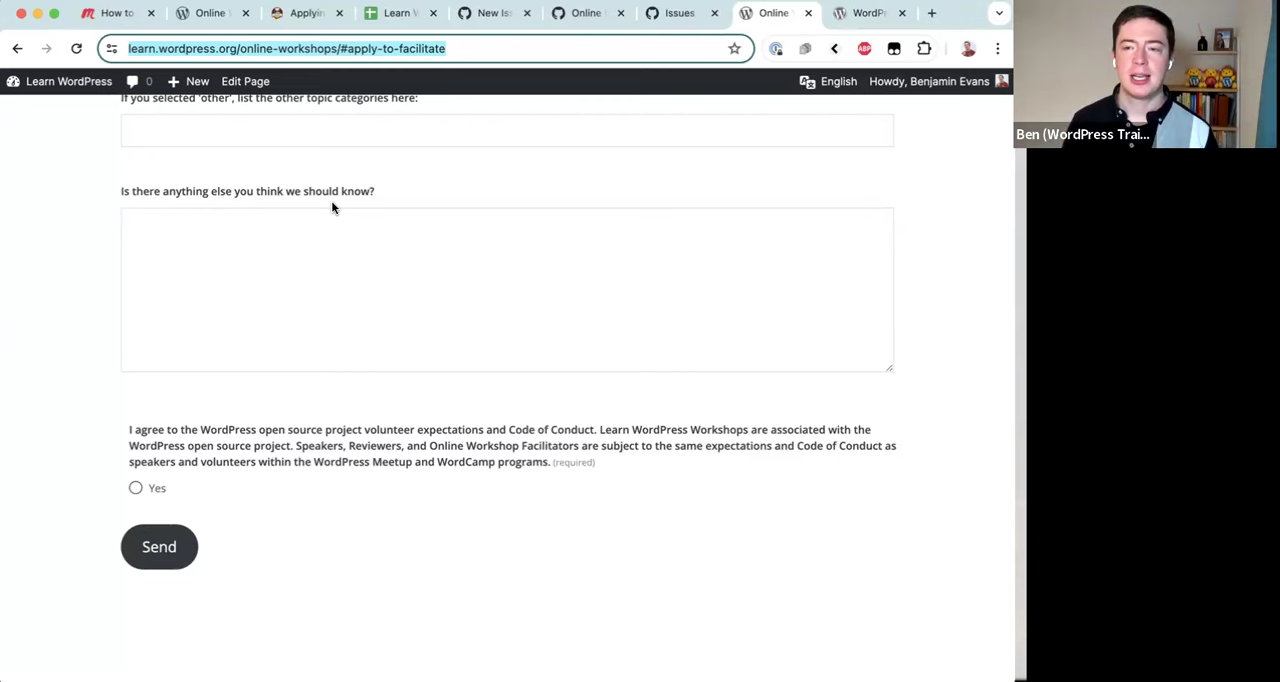 How to
Online
Applyin
Learn
New Is
Online
Issues
Online
WordPr
learn.wordpress.org/online-workshops/#apply-to-facilitate
ABP
Learn WordPress
0
New
Edit Page
English
Howdy, Benjamin Evans
Ben (WordPress Trai...
If you selected 'other', list the other topic categories here:
Is there anything else you think we should know?
I agree to the WordPress open source project volunteer expectations and Code of Conduct. Learn WordPress Workshops are associated with the
WordPress open source project. Speakers, Reviewers, and Online Workshop Facilitators are subject to the same expectations and Code of Conduct as
speakers and volunteers within the WordPress Meetup and WordCamp programs. (required)
Yes
Send